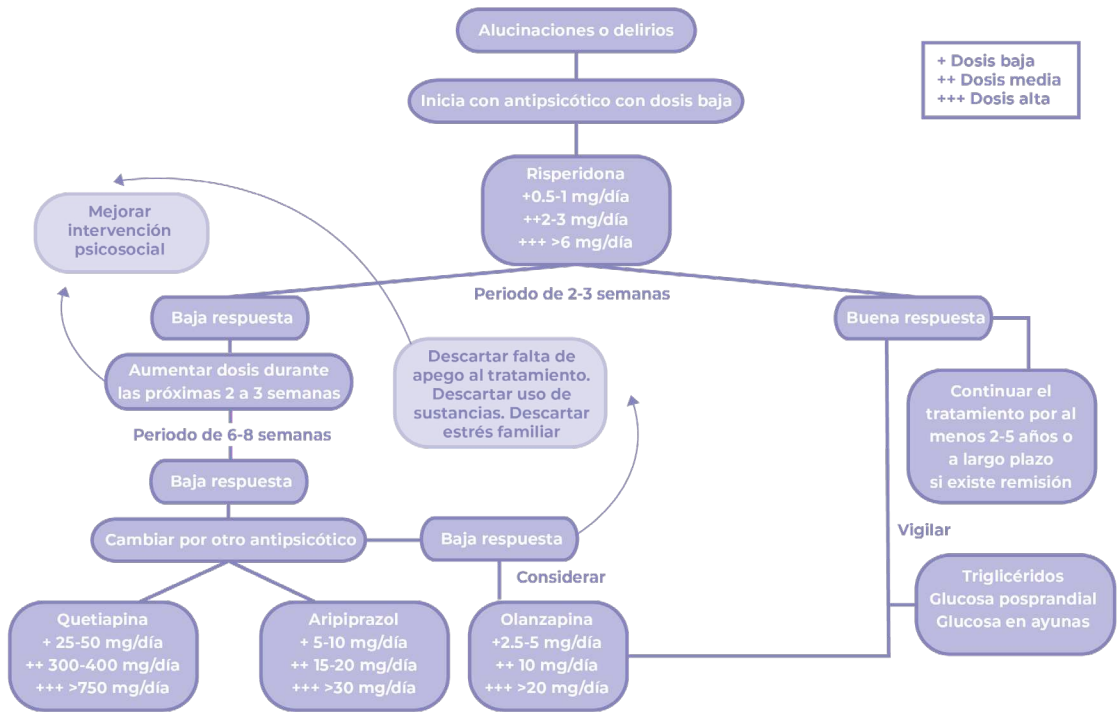 Alucinaciones o delirios
+ Dosis baja
++ Dosis media
+++ Dosis alta
Inicia con antipsicótico con dosis baja
Risperidona
+0.5-1 mg/día
++2-3 mg/día
+++ >6 mg/día
Mejorar
intervención
psicosocial
Periodo de 2-3 semanas
Baja respuesta
Buena respuesta
Aumentar dosis durante
las próximas 2 a 3 semanas
Descartar falta de
apego al tratamiento.
Descartar uso de
sustancias. Descartar
estrés familiar
Continuar el
tratamiento por al
menos 2-5 años o
a largo plazo
si existe remisión
Periodo de 6-8 semanas
Baja respuesta
Cambiar por otro antipsicótico
Baja respuesta
Vigilar
Considerar
Triglicéridos
Glucosa posprandial
Glucosa en ayunas
Quetiapina
+ 25-50 mg/día
++ 300-400 mg/día
+++ >750 mg/día
Aripiprazol
+ 5-10 mg/día
++ 15-20 mg/día
+++ >30 mg/día
Olanzapina
+2.5-5 mg/día
++ 10 mg/día
+++ >20 mg/día